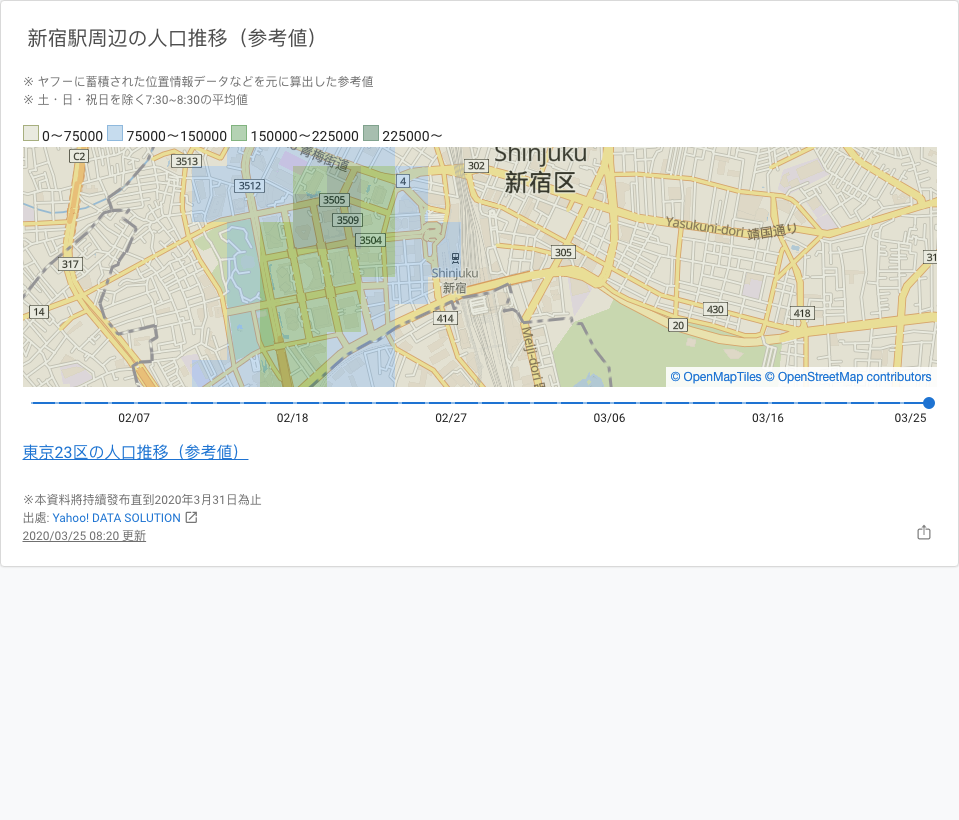 新宿駅周辺の人口推移（参考値）
※ ヤフーに蓄積された位置情報データなどを元に算出した参考値
※ 土・日・祝日を除く7:30~8:30の平均値
0～75000 75000～150000 150000～225000 225000～
C2
3513
青梅街道
302
Shinjuku
新宿区
3512
4
3505
3509
3504
Yasukuni-dori 靖国通り
317
305
31
Shinjuku
新宿
14
414
430
418
20
Meiji-dori
© OpenMapTiles © OpenStreetMap contributors
02/07 02/18 02/27 03/06 03/16 03/25
東京23区の人口推移（参考値）
※本資料將持續發布直到2020年3月31日為止
出處: Yahoo! DATA SOLUTION
2020/03/25 08:20 更新